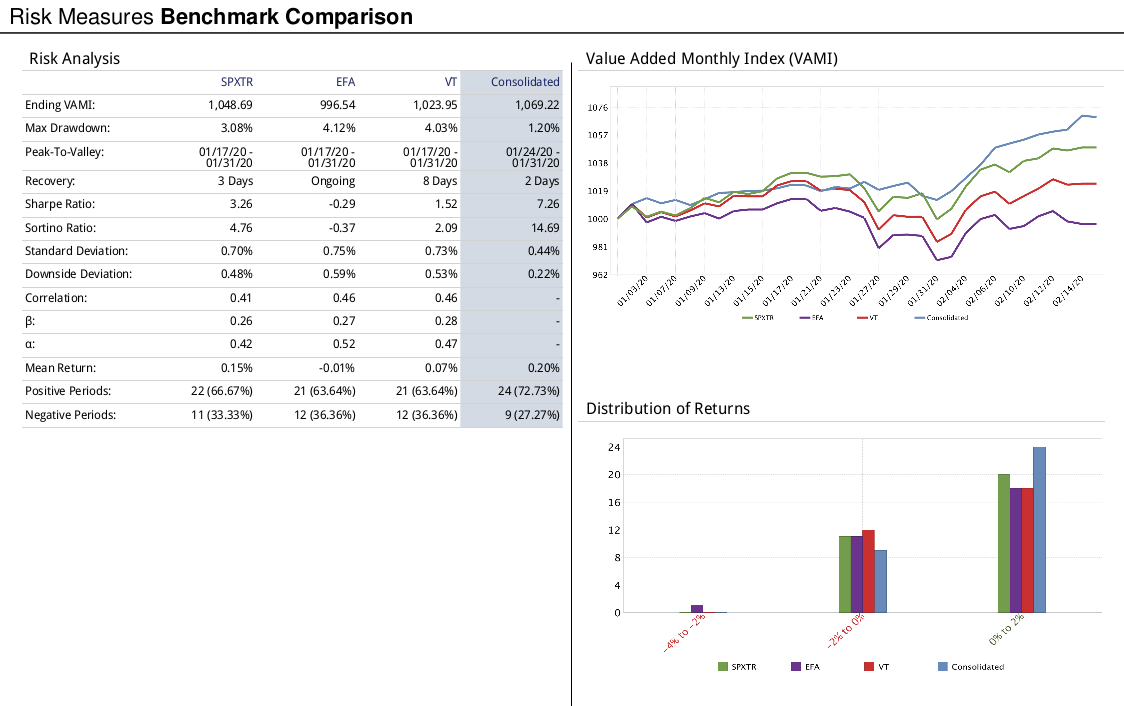 Risk Measures Benchmark Comparison
Risk Analysis
SPXTR EFA VT Consolidated
Ending VAMI: 1,048.69 996.54 1,023.95 1,069.22
Max Drawdown: 3.08% 4.12% 4.03% 1.20%
Peak-To-Valley: 01/17/20 - 01/17/20 - 01/17/20 - 01/24/20 -
01/31/20 01/31/20 01/31/20 01/31/20
Recovery: 3 Days Ongoing 8 Days 2 Days
Sharpe Ratio: 3.26 -0.29 1.52 7.26
Sortino Ratio: 4.76 -0.37 2.09 14.69
Standard Deviation: 0.70% 0.75% 0.73% 0.44%
Downside Deviation: 0.48% 0.59% 0.53% 0.22%
Correlation: 0.41 0.46 0.46 -
β: 0.26 0.27 0.28 -
α: 0.42 0.52 0.47 -
Mean Return: 0.15% -0.01% 0.07% 0.20%
Positive Periods: 22 (66.67%) 21 (63.64%) 21 (63.64%) 24 (72.73%)
Negative Periods: 11 (33.33%) 12 (36.36%) 12 (36.36%) 9 (27.27%)
Value Added Monthly Index (VAMI)
1076
1057
1038
1019
1000
981
962
01/03/20 01/07/20 01/09/20 01/13/20 01/15/20 01/17/20 01/21/20 01/23/20 01/27/20 01/29/20 01/31/20 02/04/20 02/06/20 02/10/20 02/12/20 02/14/20
SPXTR EFA VT Consolidated
Distribution of Returns
24
20
16
12
8
4
0
-4% to -2% -2% to 0% 0% to 2%
SPXTR EFA VT Consolidated